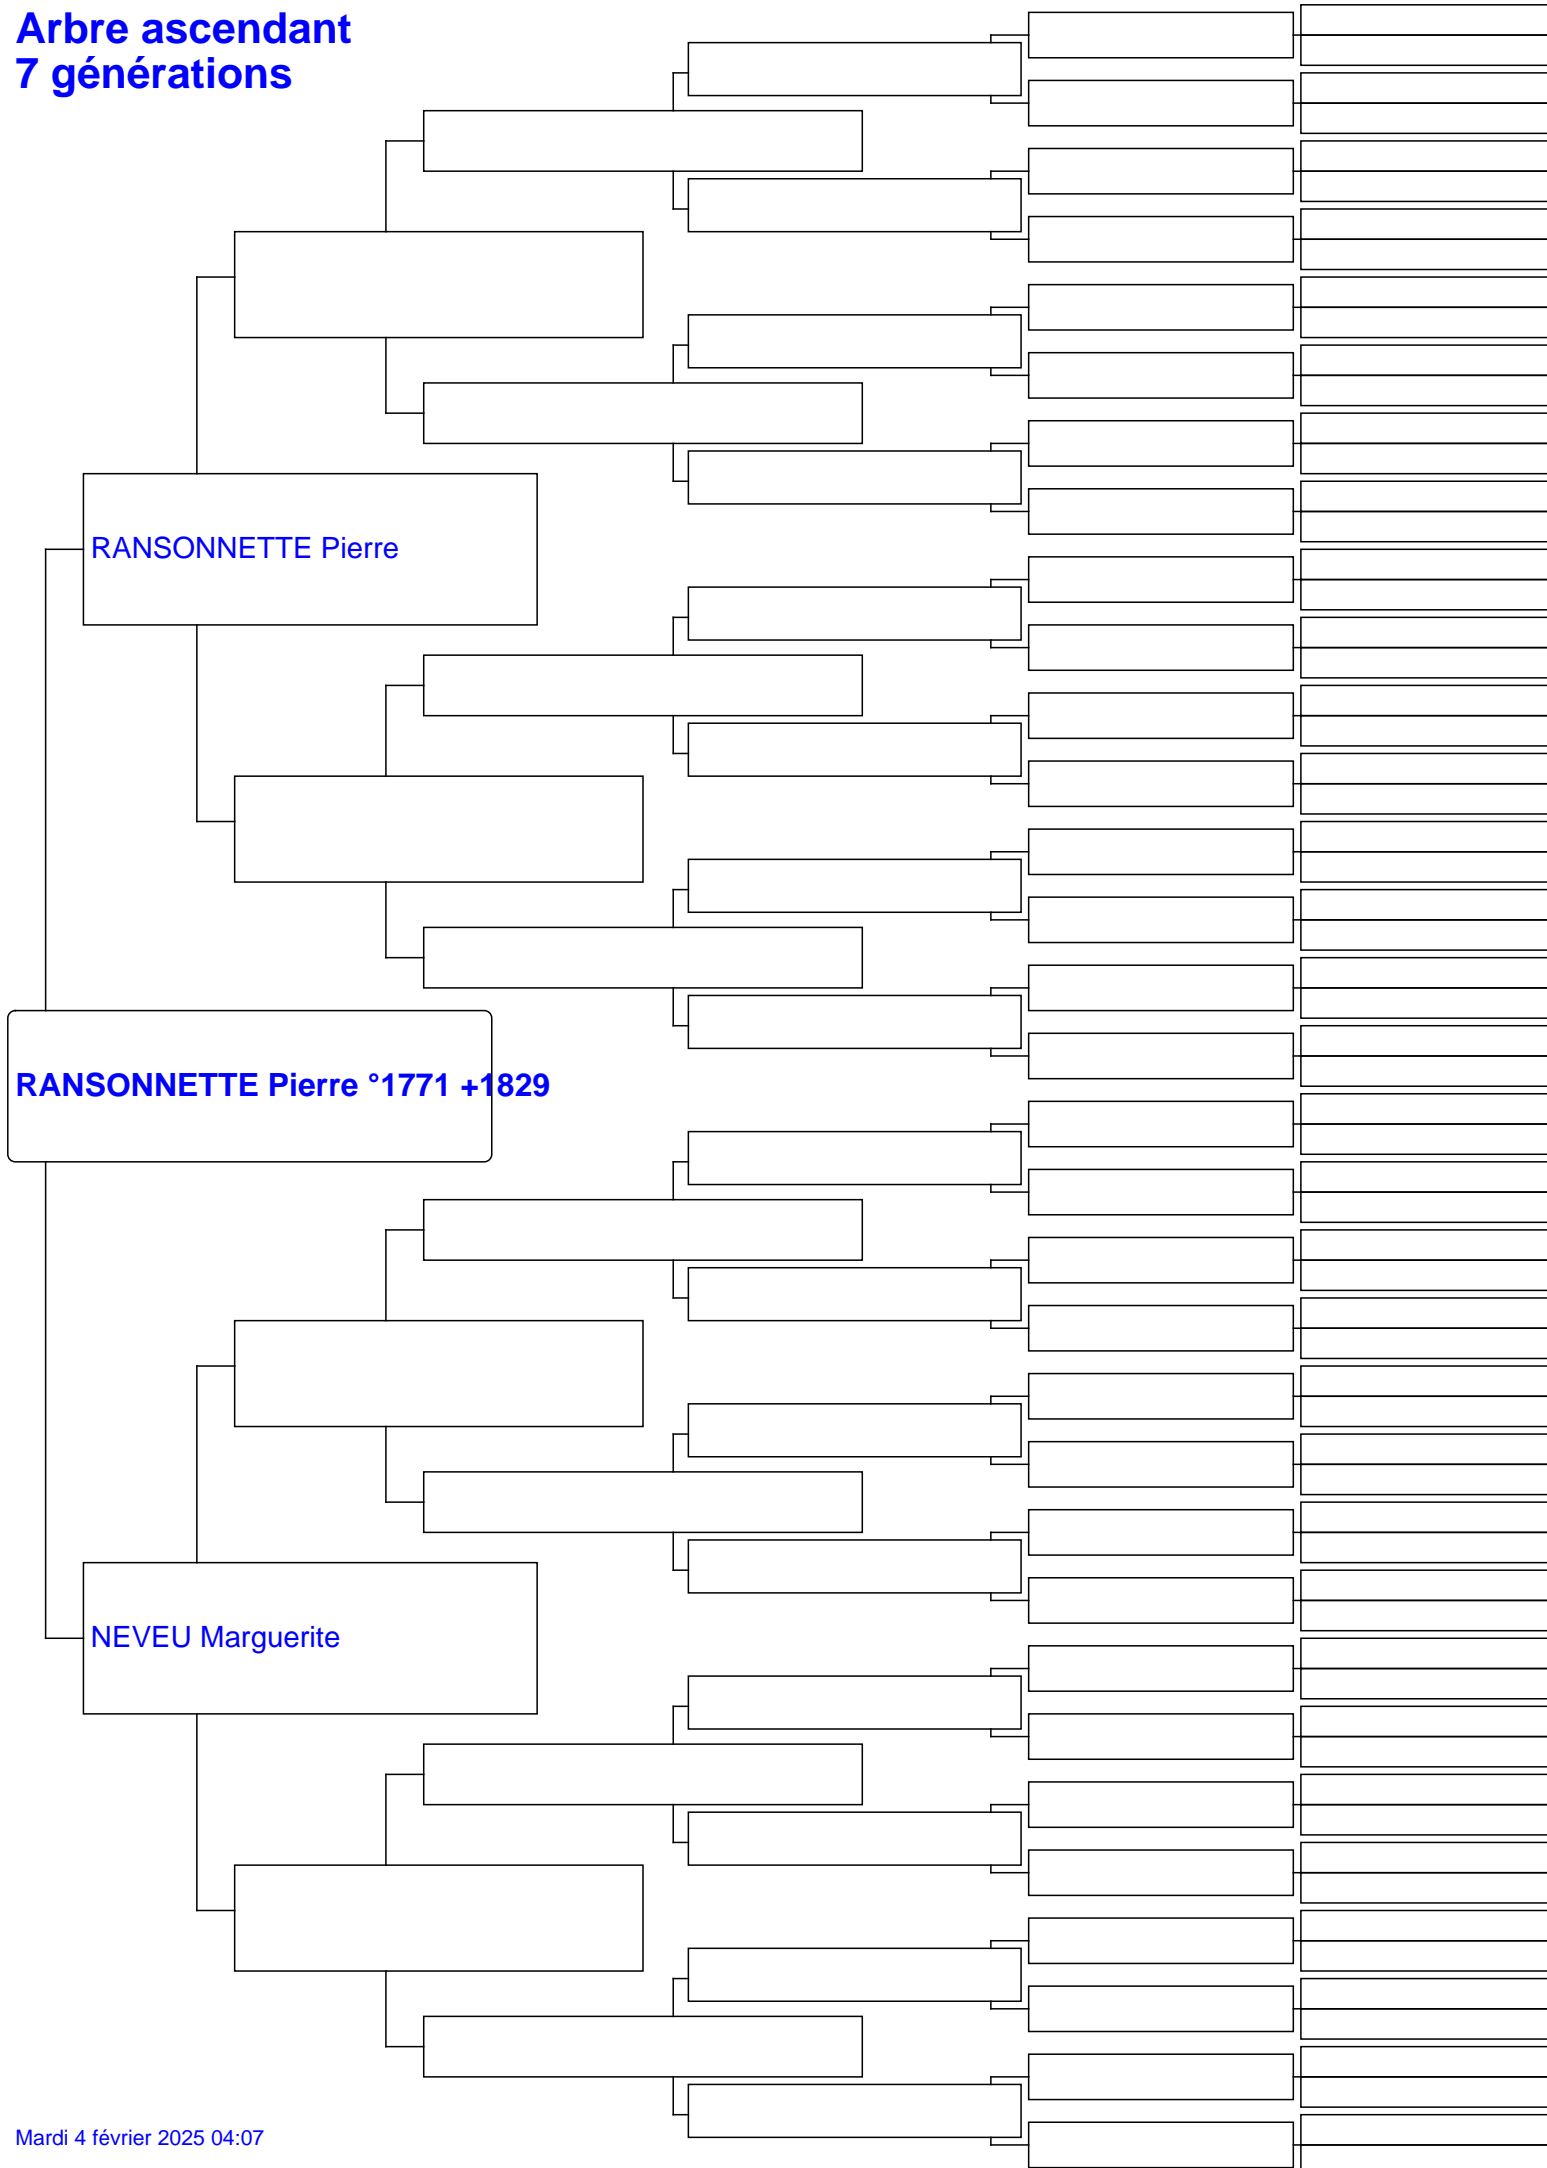 Arbre ascendant
7 générations
RANSONNETTE Pierre
RANSONNETTE Pierre °1771 +1829
NEVEU Marguerite
Mardi 4 février 2025 04:07